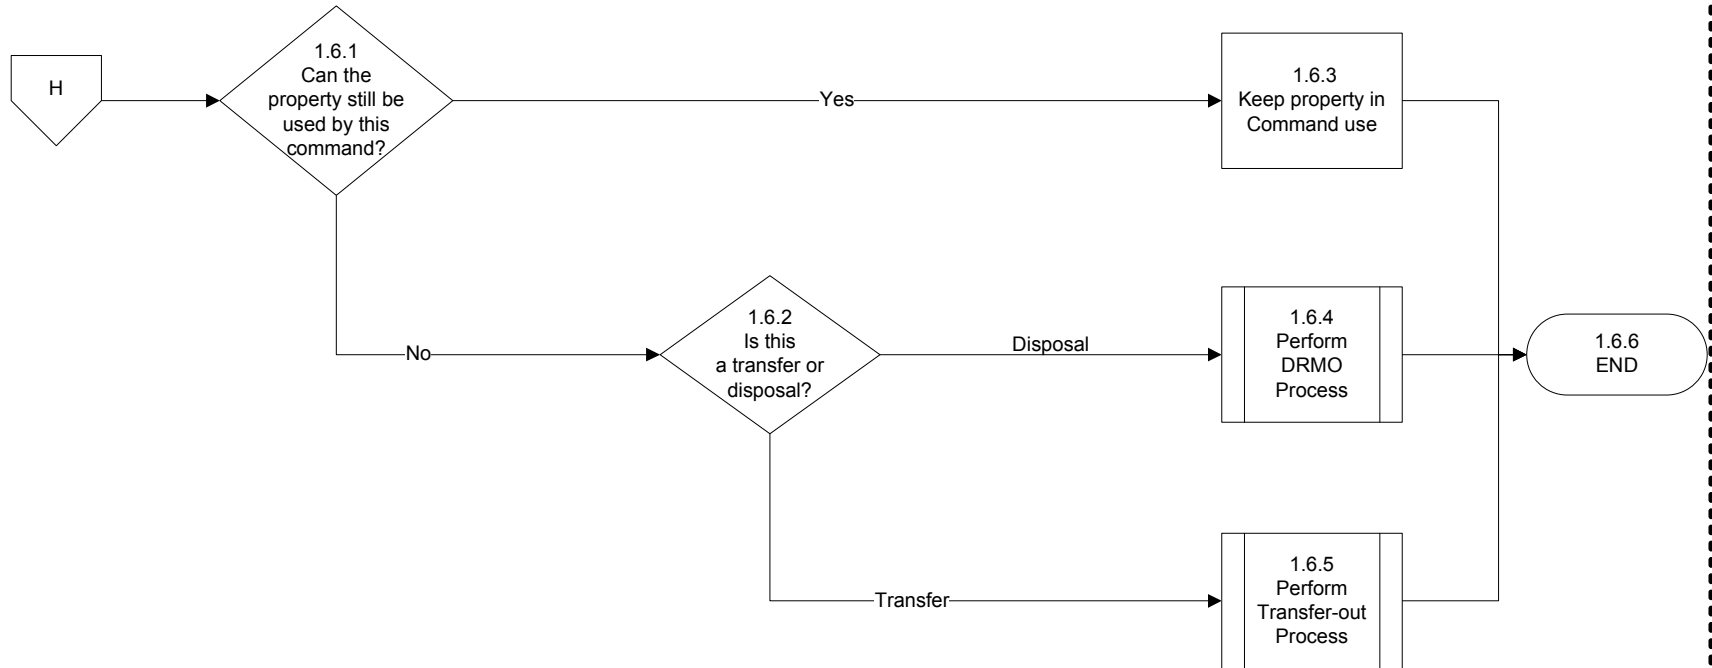 H
1.6.1
Can the
property still be
used by this
command?
Yes
1.6.3
Keep property in
Command use
No
1.6.2
Is this
a transfer or
disposal?
Disposal
1.6.4
Perform
DRMO
Process
1.6.6
END
Transfer
1.6.5
Perform
Transfer-out
Process